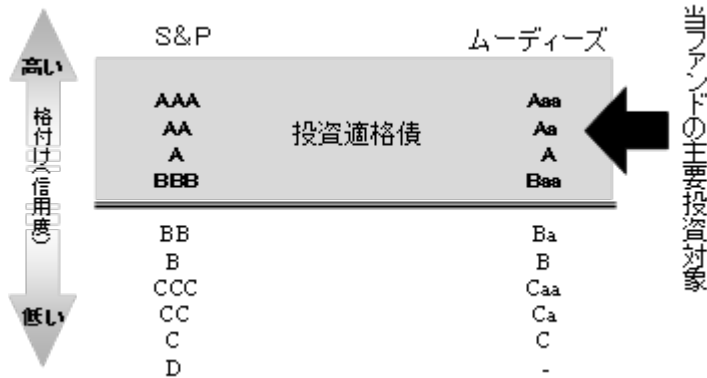 S&P ムーディーズ
高い
AAA Aaa
AA 投資適格債 Aa
A A
BBB Baa
BB Ba
B B
CCC Caa
CC Ca
C C
D -
低い
格付け(信用度)
当ファンドの主要投資対象